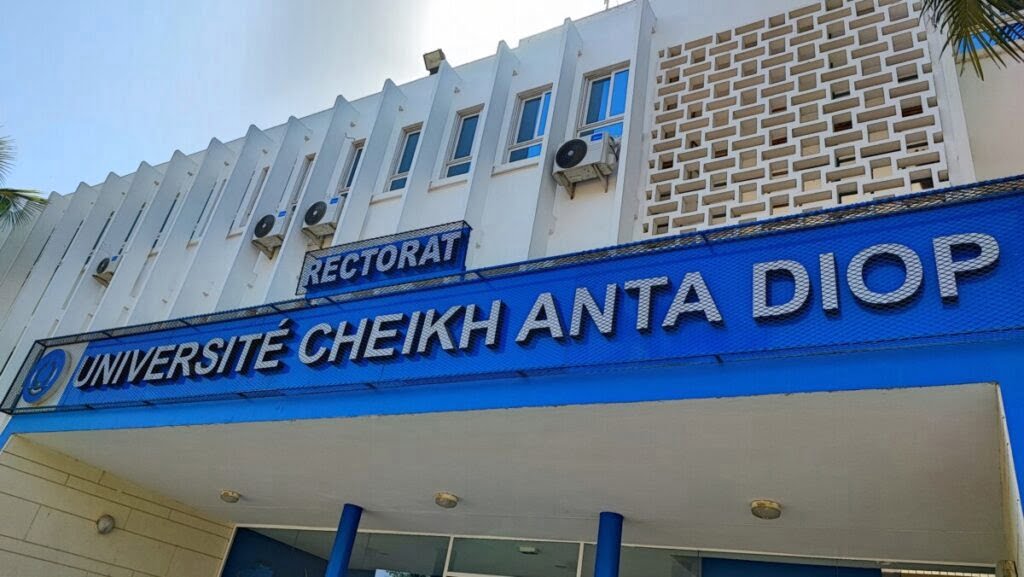 RECTORAT
UNIVERSITÉ CHEIKH ANTA DIOP